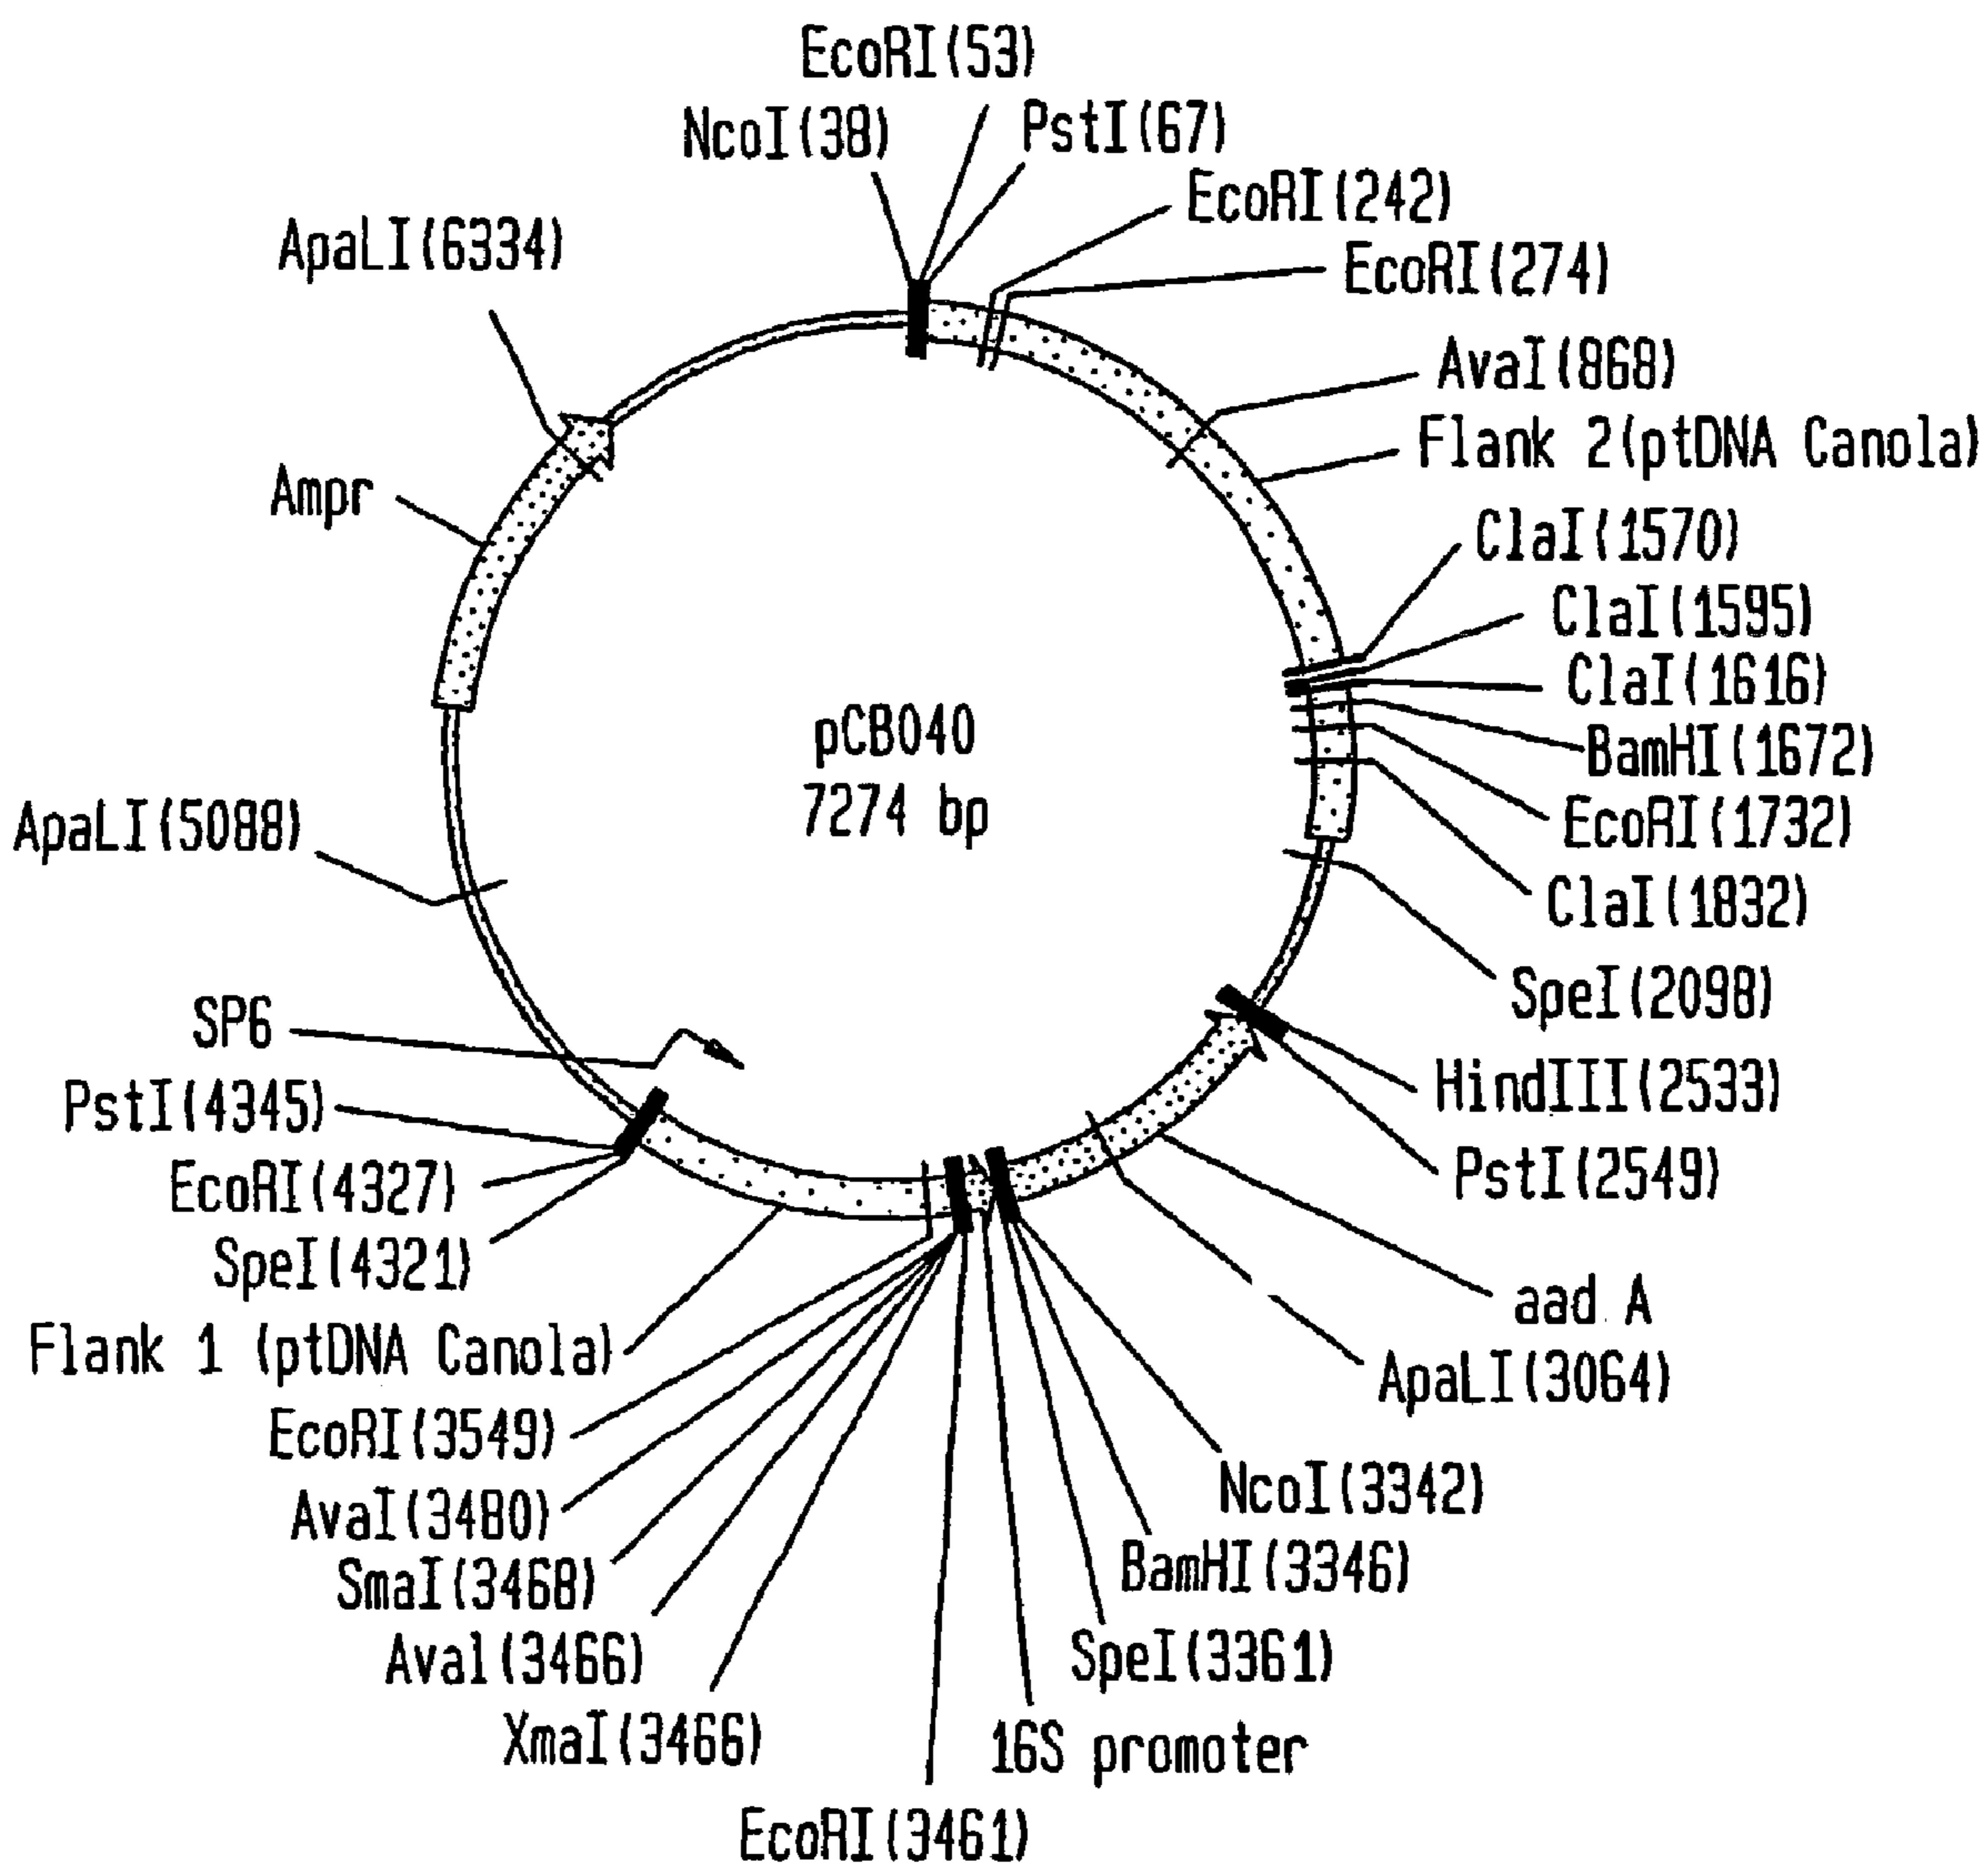 EcoRI(53)
NcoI(38)
PstI(67)
EcoRI(242)
ApaLI(6334)
EcoRI(274)
AvaI(868)
Flank 2(ptDNA Canola)
Ampr
ClaI(1570)
ClaI(1595)
ClaI(1616)
pCB040
7274 bp
BamHI(1672)
EcoRI(1732)
ApaLI(5088)
ClaI(1832)
SpeI(2098)
SP6
HindIII(2533)
PstI(4345)
PstI(2549)
EcoRI(4327)
SpeI(4321)
aad A
Flank 1 (ptDNA Canola)
ApaLI(3064)
EcoRI(3549)
NcoI(3342)
AvaI(3480)
BamHI(3346)
SmaI(3468)
SpeI(3361)
Aval(3466)
XmaI(3466)
16S promoter
EcoRI(3461)